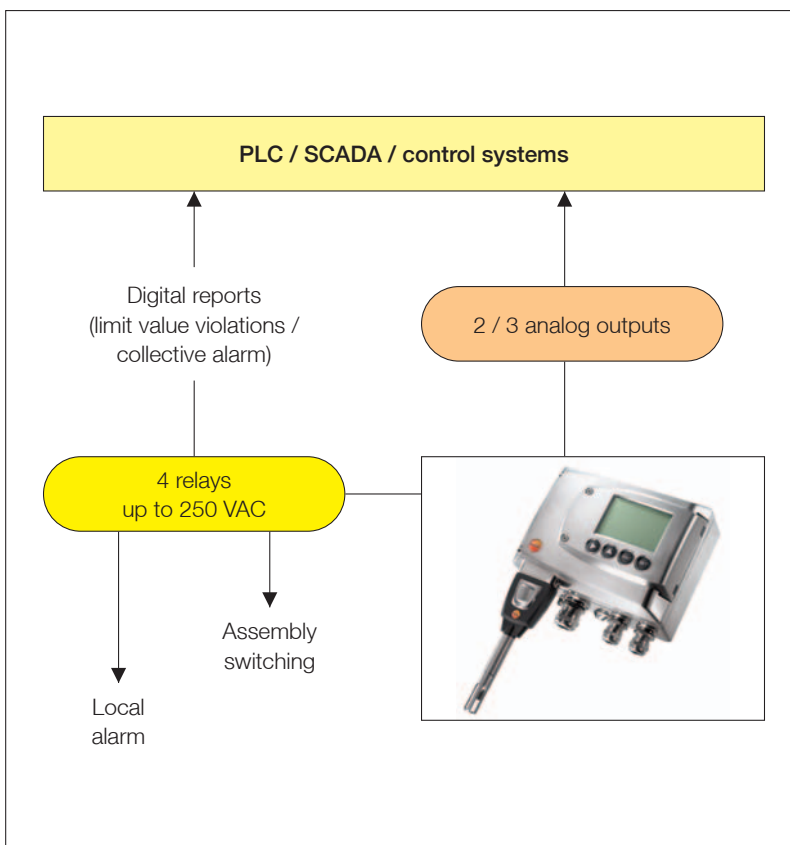 PLC / SCADA / control systems
Digital reports
(limit value violations /
collective alarm)
2 / 3 analog outputs
4 relays
up to 250 VAC
Assembly
switching
Local
alarm